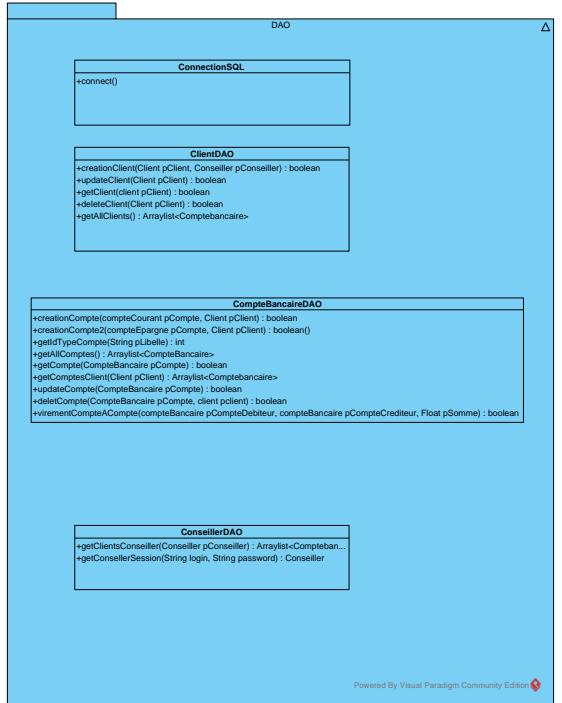 DAO
ConnectionSQL
+connect()
ClientDAO
+creationClient(Client pClient, Conseiller pConseiller) : boolean
+updateClient(Client pClient) : boolean
+getClient(client pClient) : boolean
+deleteClient(Client pClient) : boolean
+getAllClients() : Arraylist<Comptebancaire>
CompteBancaireDAO
+creationCompte(compteCourant pCompte, Client pClient) : boolean
+creationCompte2(compteEpargne pCompte, Client pClient) : boolean()
+getIdTypeCompte(String pLibelle) : int
+getAllComptes() : Arraylist<CompteBancaire>
+getCompte(CompteBancaire pCompte) : boolean
+getComptesClient(Client pClient) : Arraylist<Comptebancaire>
+updateCompte(CompteBancaire pCompte) : boolean
+deletCompte(CompteBancaire pCompte, client pclient) : boolean
+virementCompteACompte(compteBancaire pCompteDebiteur, compteBancaire pCompteCrediteur, Float pSomme) : boolean
ConseillerDAO
+getClientsConseiller(Conseiller pConseiller) : Arraylist<Compteban...
+getConsellerSession(String login, String password) : Conseiller
Powered By Visual Paradigm Community Edition